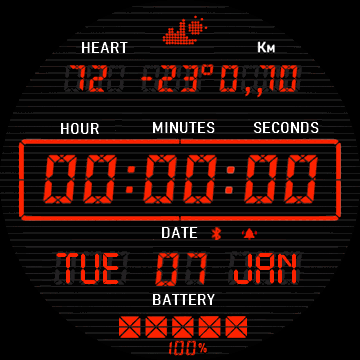 HEART Km
72 -23° 0,,10
HOUR MINUTES SECONDS
00:00:00
DATE
TUE 07 JAN
BATTERY
100%